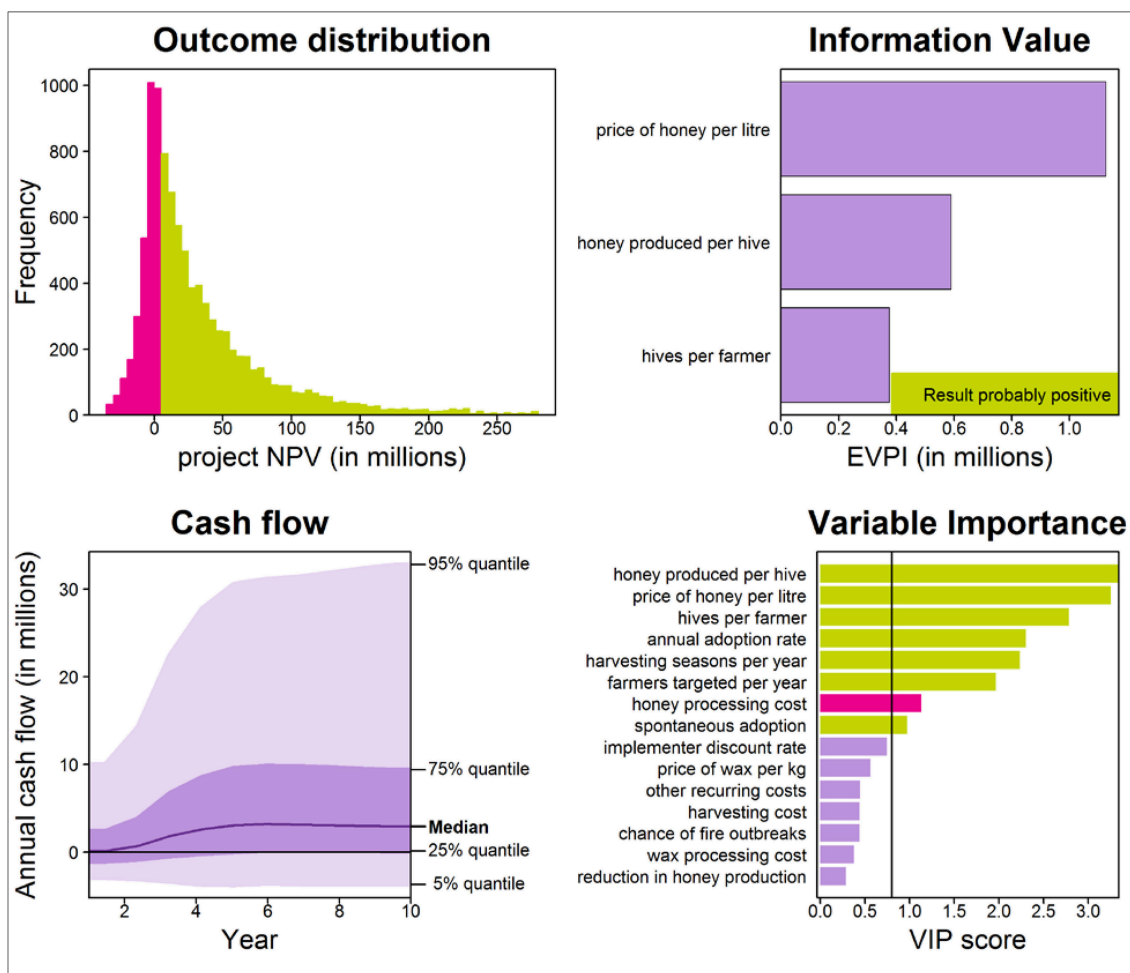 Outcome distribution
1000
800
600
400
200
0
Frequency
0 50 100 150 200 250
project NPV (in millions)
Information Value
price of honey per litre
honey produced per hive
hives per farmer
Result probably positive
0.0 0.2 0.4 0.6 0.8 1.0
EVPI (in millions)
Cash flow
Annual cash flow (in millions)
30
20
10
0
95% quantile
75% quantile
Median
25% quantile
5% quantile
2 4 6 8 10
Year
Variable Importance
honey produced per hive
price of honey per litre
hives per farmer
annual adoption rate
harvesting seasons per year
farmers targeted per year
honey processing cost
spontaneous adoption
implementer discount rate
price of wax per kg
other recurring costs
harvesting cost
chance of fire outbreaks
wax processing cost
reduction in honey production
0.0 0.5 1.0 1.5 2.0 2.5 3.0
VIP score